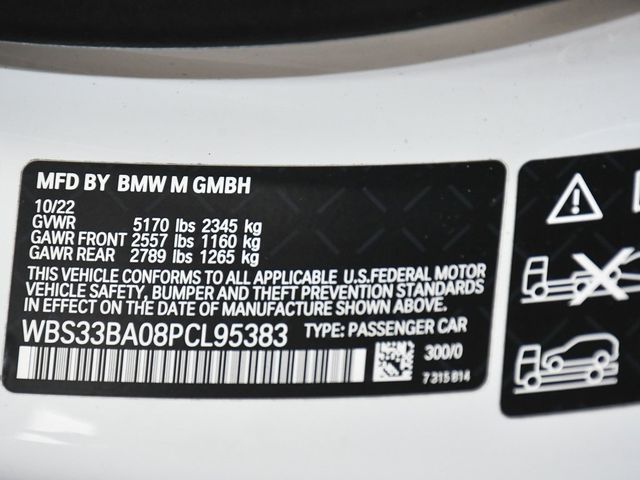 MFD BY BMW M GMBH
10/22
GVWR 5170 lbs 2345 kg
GAWR FRONT 2557 lbs 1160 kg
GAWR REAR 2789 lbs 1265 kg
THIS VEHICLE CONFORMS TO ALL APPLICABLE U.S.FEDERAL MOTOR
VEHICLE SAFETY, BUMPER AND THEFT PREVENTION STANDARDS
IN EFFECT ON THE DATE OF MANUFACTURE SHOWN ABOVE.
WBS33BA08PCL95383 TYPE: PASSENGER CAR
300/0
7 315 814